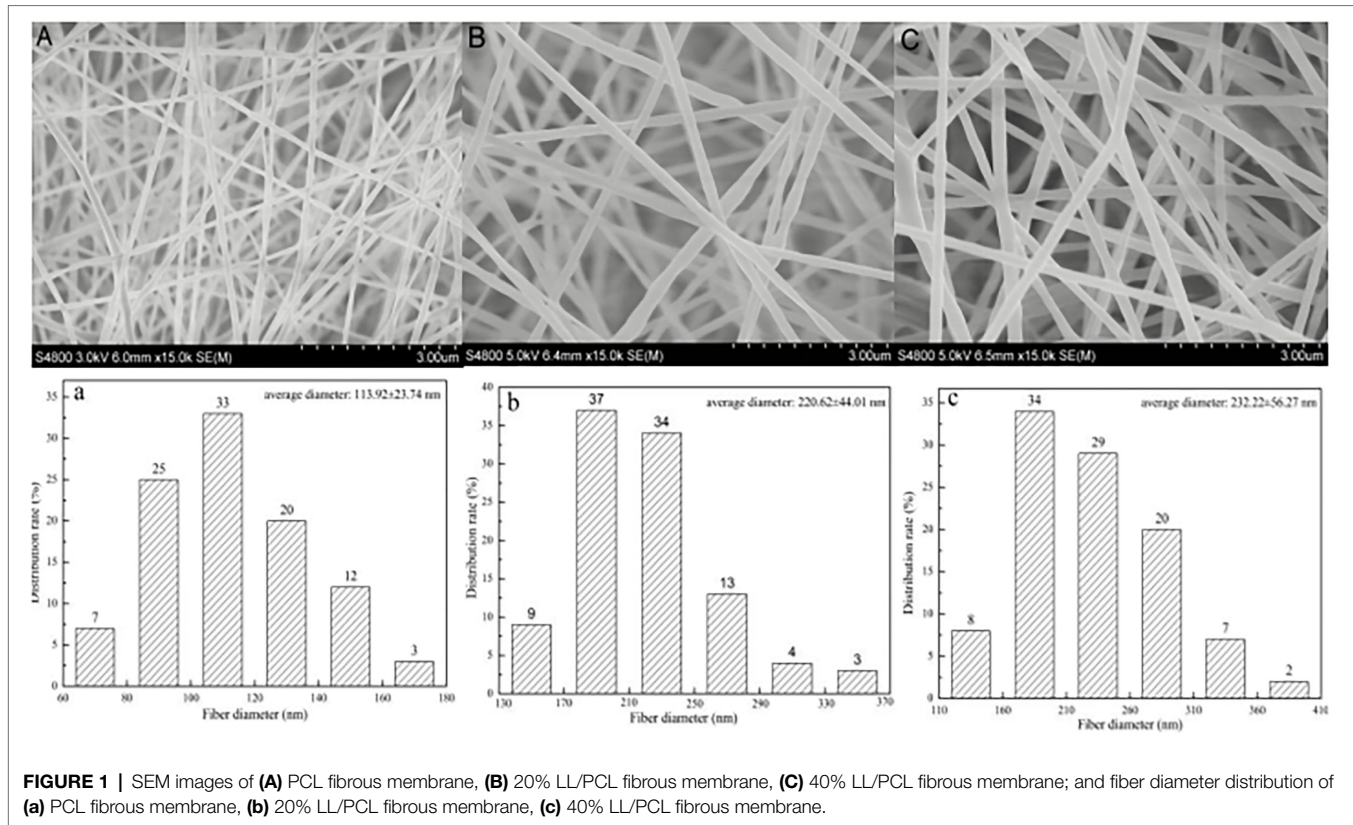 A
B
C
S4800 3.0kV 6.0mm x15.0k SE(M) 3.00um
S4800 5.0kV 6.4mm x15.0k SE(M) 3.00um
S4800 5.0kV 6.5mm x15.0k SE(M) 3.00um
a
average diameter: 113.92±23.74 nm
35
30
25
20
15
10
5
0
Distribution rate (%)
7
25
33
20
12
3
60 80 100 120 140 160 180
Fiber diameter (nm)
b
average diameter: 220.62±44.01 nm
40
35
30
25
20
15
10
5
0
Distribution rate (%)
9
37
34
13
4
3
130 170 210 250 290 330 370
Fiber diameter (nm)
c
average diameter: 232.22±56.27 nm
35
30
25
20
15
10
5
0
Distribution rate (%)
8
34
29
20
7
2
110 160 210 260 310 360 410
Fiber diameter (nm)
FIGURE 1 | SEM images of (A) PCL fibrous membrane, (B) 20% LL/PCL fibrous membrane, (C) 40% LL/PCL fibrous membrane; and fiber diameter distribution of
(a) PCL fibrous membrane, (b) 20% LL/PCL fibrous membrane, (c) 40% LL/PCL fibrous membrane.